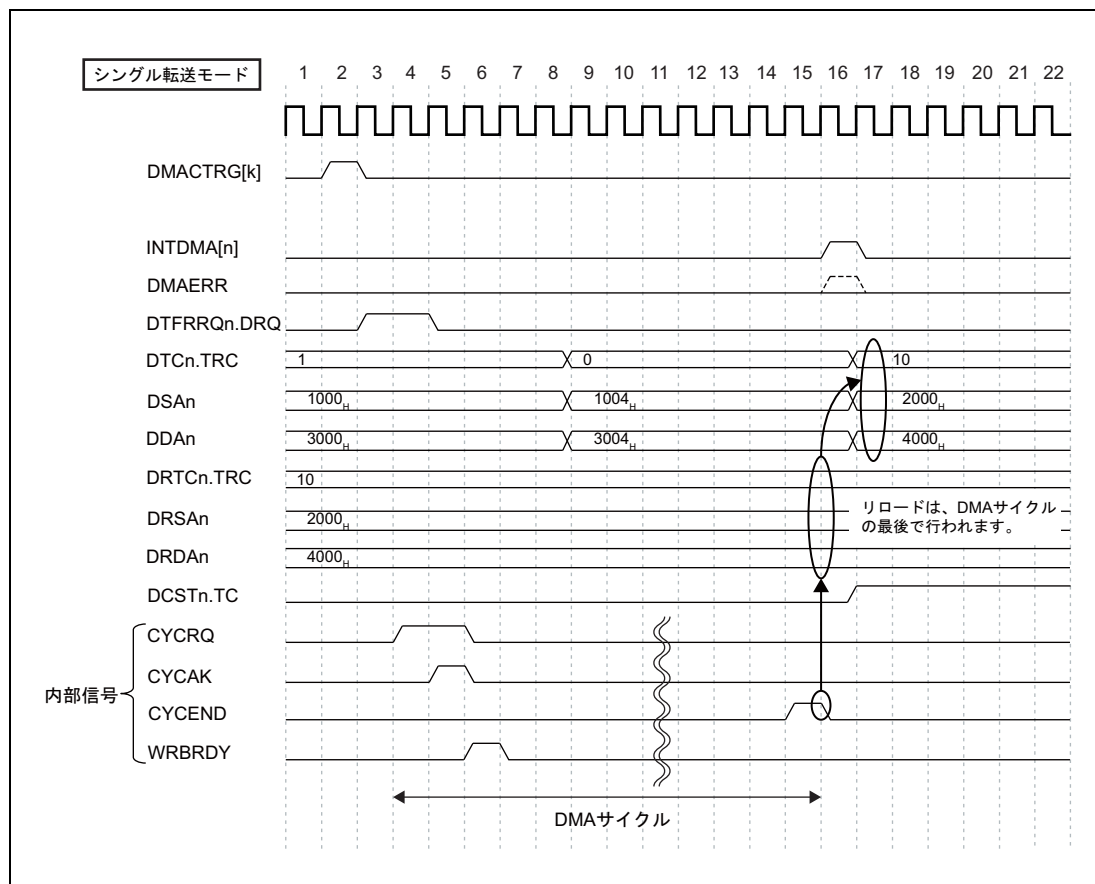 シングル転送モード 1 2 3 4 5 6 7 8 9 10 11 12 13 14 15 16 17 18 19 20 21 22
DMACTRG[k]
INTDMA[n]
DMAERR
DTFRRQn.DRQ
DTCn.TRC 1 0 10
DSAn 1000H 1004H 2000H
DDAn 3000H 3004H 4000H
DRTCn.TRC 10
DRSAn 2000H
リロードは、DMAサイクル
の最後で行われます。
DRDAn 4000H
DCSTn.TC
CYCRQ
CYCAK
内部信号
CYCEND
WRBRDY
DMAサイクル